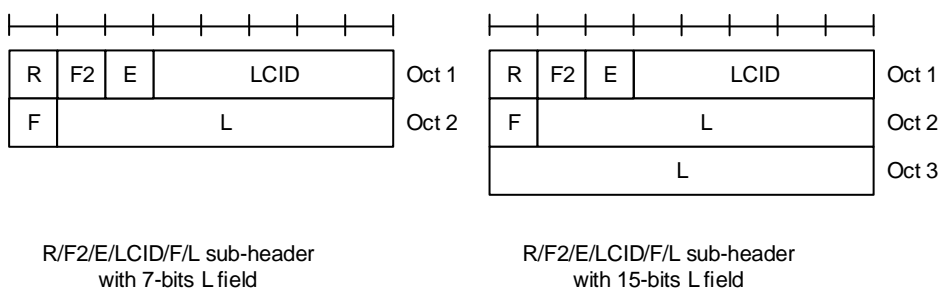 R F2 E LCID Oct 1 R F2 E LCID Oct 1
F L Oct 2 F L Oct 2
L Oct 3
R/F2/E/LCID/F/L sub-header R/F2/E/LCID/F/L sub-header
with 7-bits L field with 15-bits L field